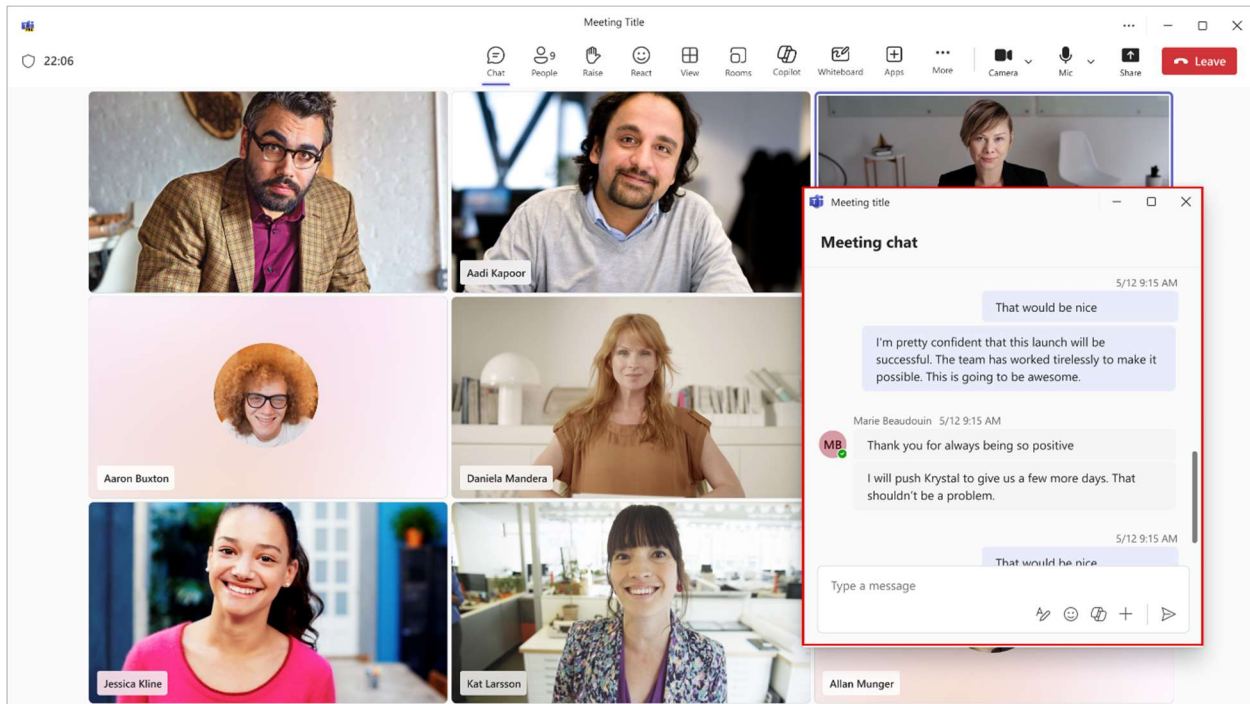 Meeting Title
22:06
Chat
People
9
Raise
React
View
Rooms
Copilot
Whiteboard
Apps
More
Camera
Mic
Share
Leave
Aadi Kapoor
Aaron Buxton
Daniela Mandera
Jessica Kline
Kat Larsson
Allan Munger
Meeting title
Meeting chat
5/12 9:15 AM
That would be nice
I'm pretty confident that this launch will be
successful. The team has worked tirelessly to make it
possible. This is going to be awesome.
Marie Beaudouin 5/12 9:15 AM
MB
Thank you for always being so positive
I will push Krystal to give us a few more days. That
shouldn't be a problem.
5/12 9:15 AM
That would be nice
Type a message